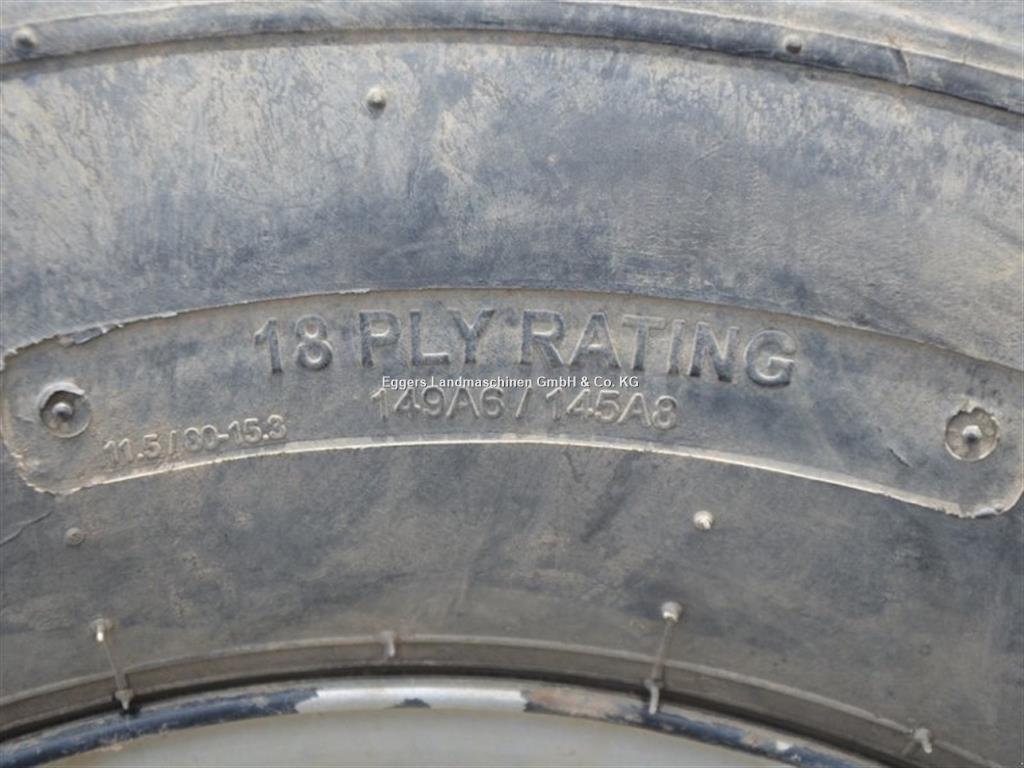 18 PLY RATING
Eggers Landmaschinen GmbH & Co. KG
149A6 / 145A8
11.5 / 80-15.3